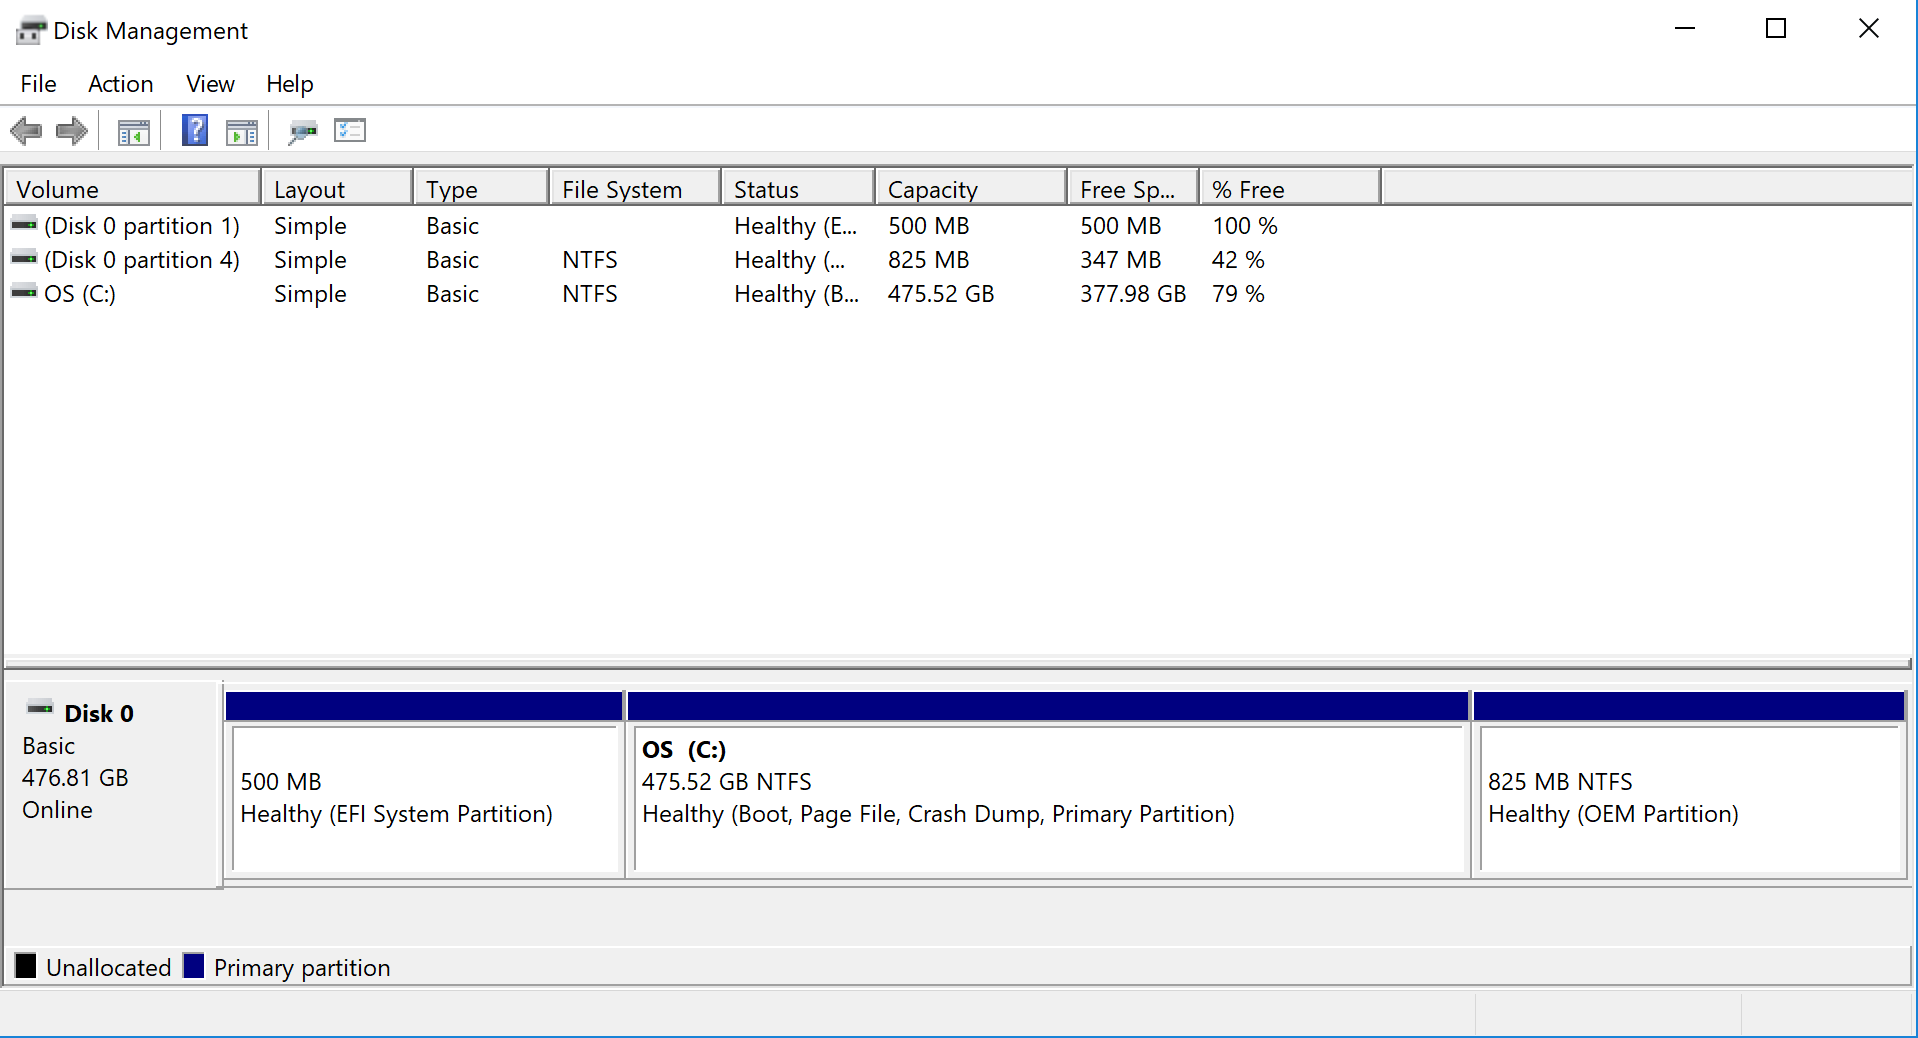 Disk Management
File Action View Help
Volume Layout Type File System Status Capacity Free Sp... % Free
(Disk 0 partition 1) Simple Basic Healthy (E... 500 MB 500 MB 100 %
(Disk 0 partition 4) Simple Basic NTFS Healthy (... 825 MB 347 MB 42 %
OS (C:) Simple Basic NTFS Healthy (B... 475.52 GB 377.98 GB 79 %
Disk 0
Basic
476.81 GB
Online
500 MB
Healthy (EFI System Partition)
OS (C:)
475.52 GB NTFS
Healthy (Boot, Page File, Crash Dump, Primary Partition)
825 MB NTFS
Healthy (OEM Partition)
Unallocated Primary partition